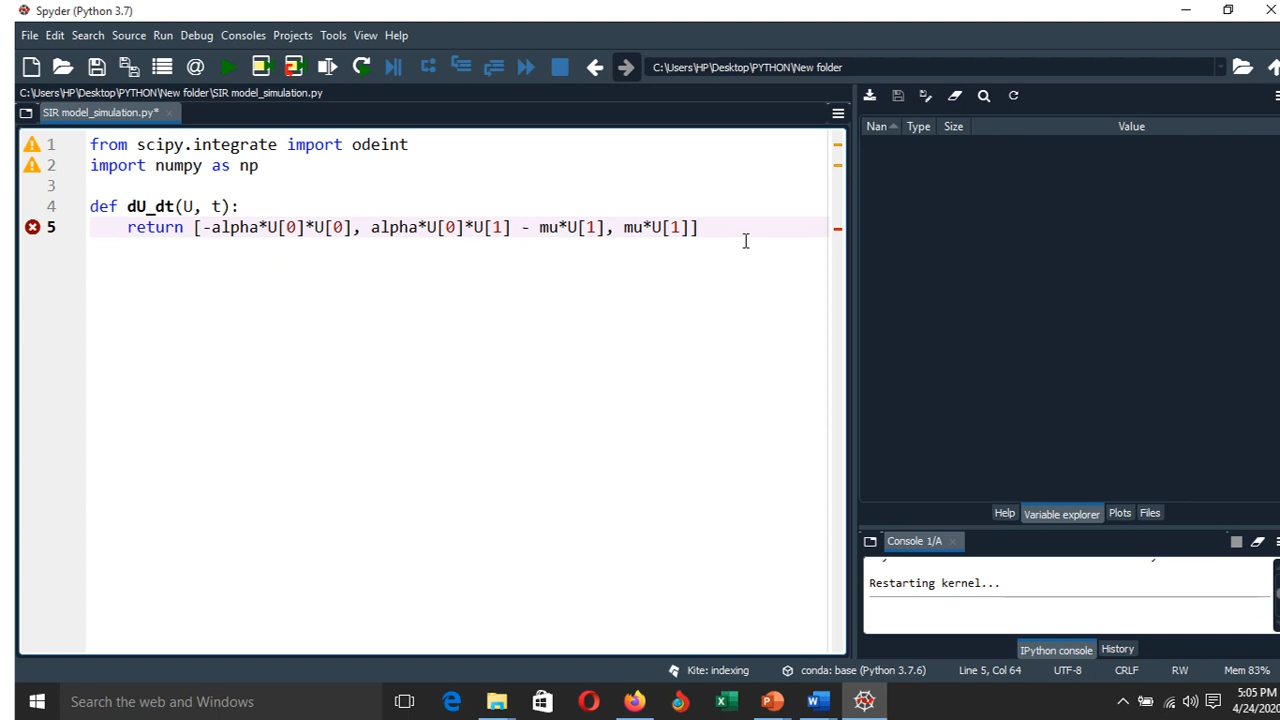 Spyder (Python 3.7)
File Edit Search Source Run Debug Consoles Projects Tools View Help
C:\Users\HP\Desktop\PYTHON\New folder
C:\Users\HP\Desktop\PYTHON\New folder\SIR model_simulation.py
SIR model_simulation.py*
Nan Type Size Value
1 from scipy.integrate import odeint
2 import numpy as np
3
4 def dU_dt(U, t):
5 return [-alpha*U[0]*U[0], alpha*U[0]*U[1] - mu*U[1], mu*U[1]]
Help Variable explorer Plots Files
Console 1/A
Restarting kernel...
IPython console History
Kite: indexing conda: base (Python 3.7.6) Line 5, Col 64 UTF-8 CRLF RW Mem 83%
Search the web and Windows
5:05 PM
4/24/2020